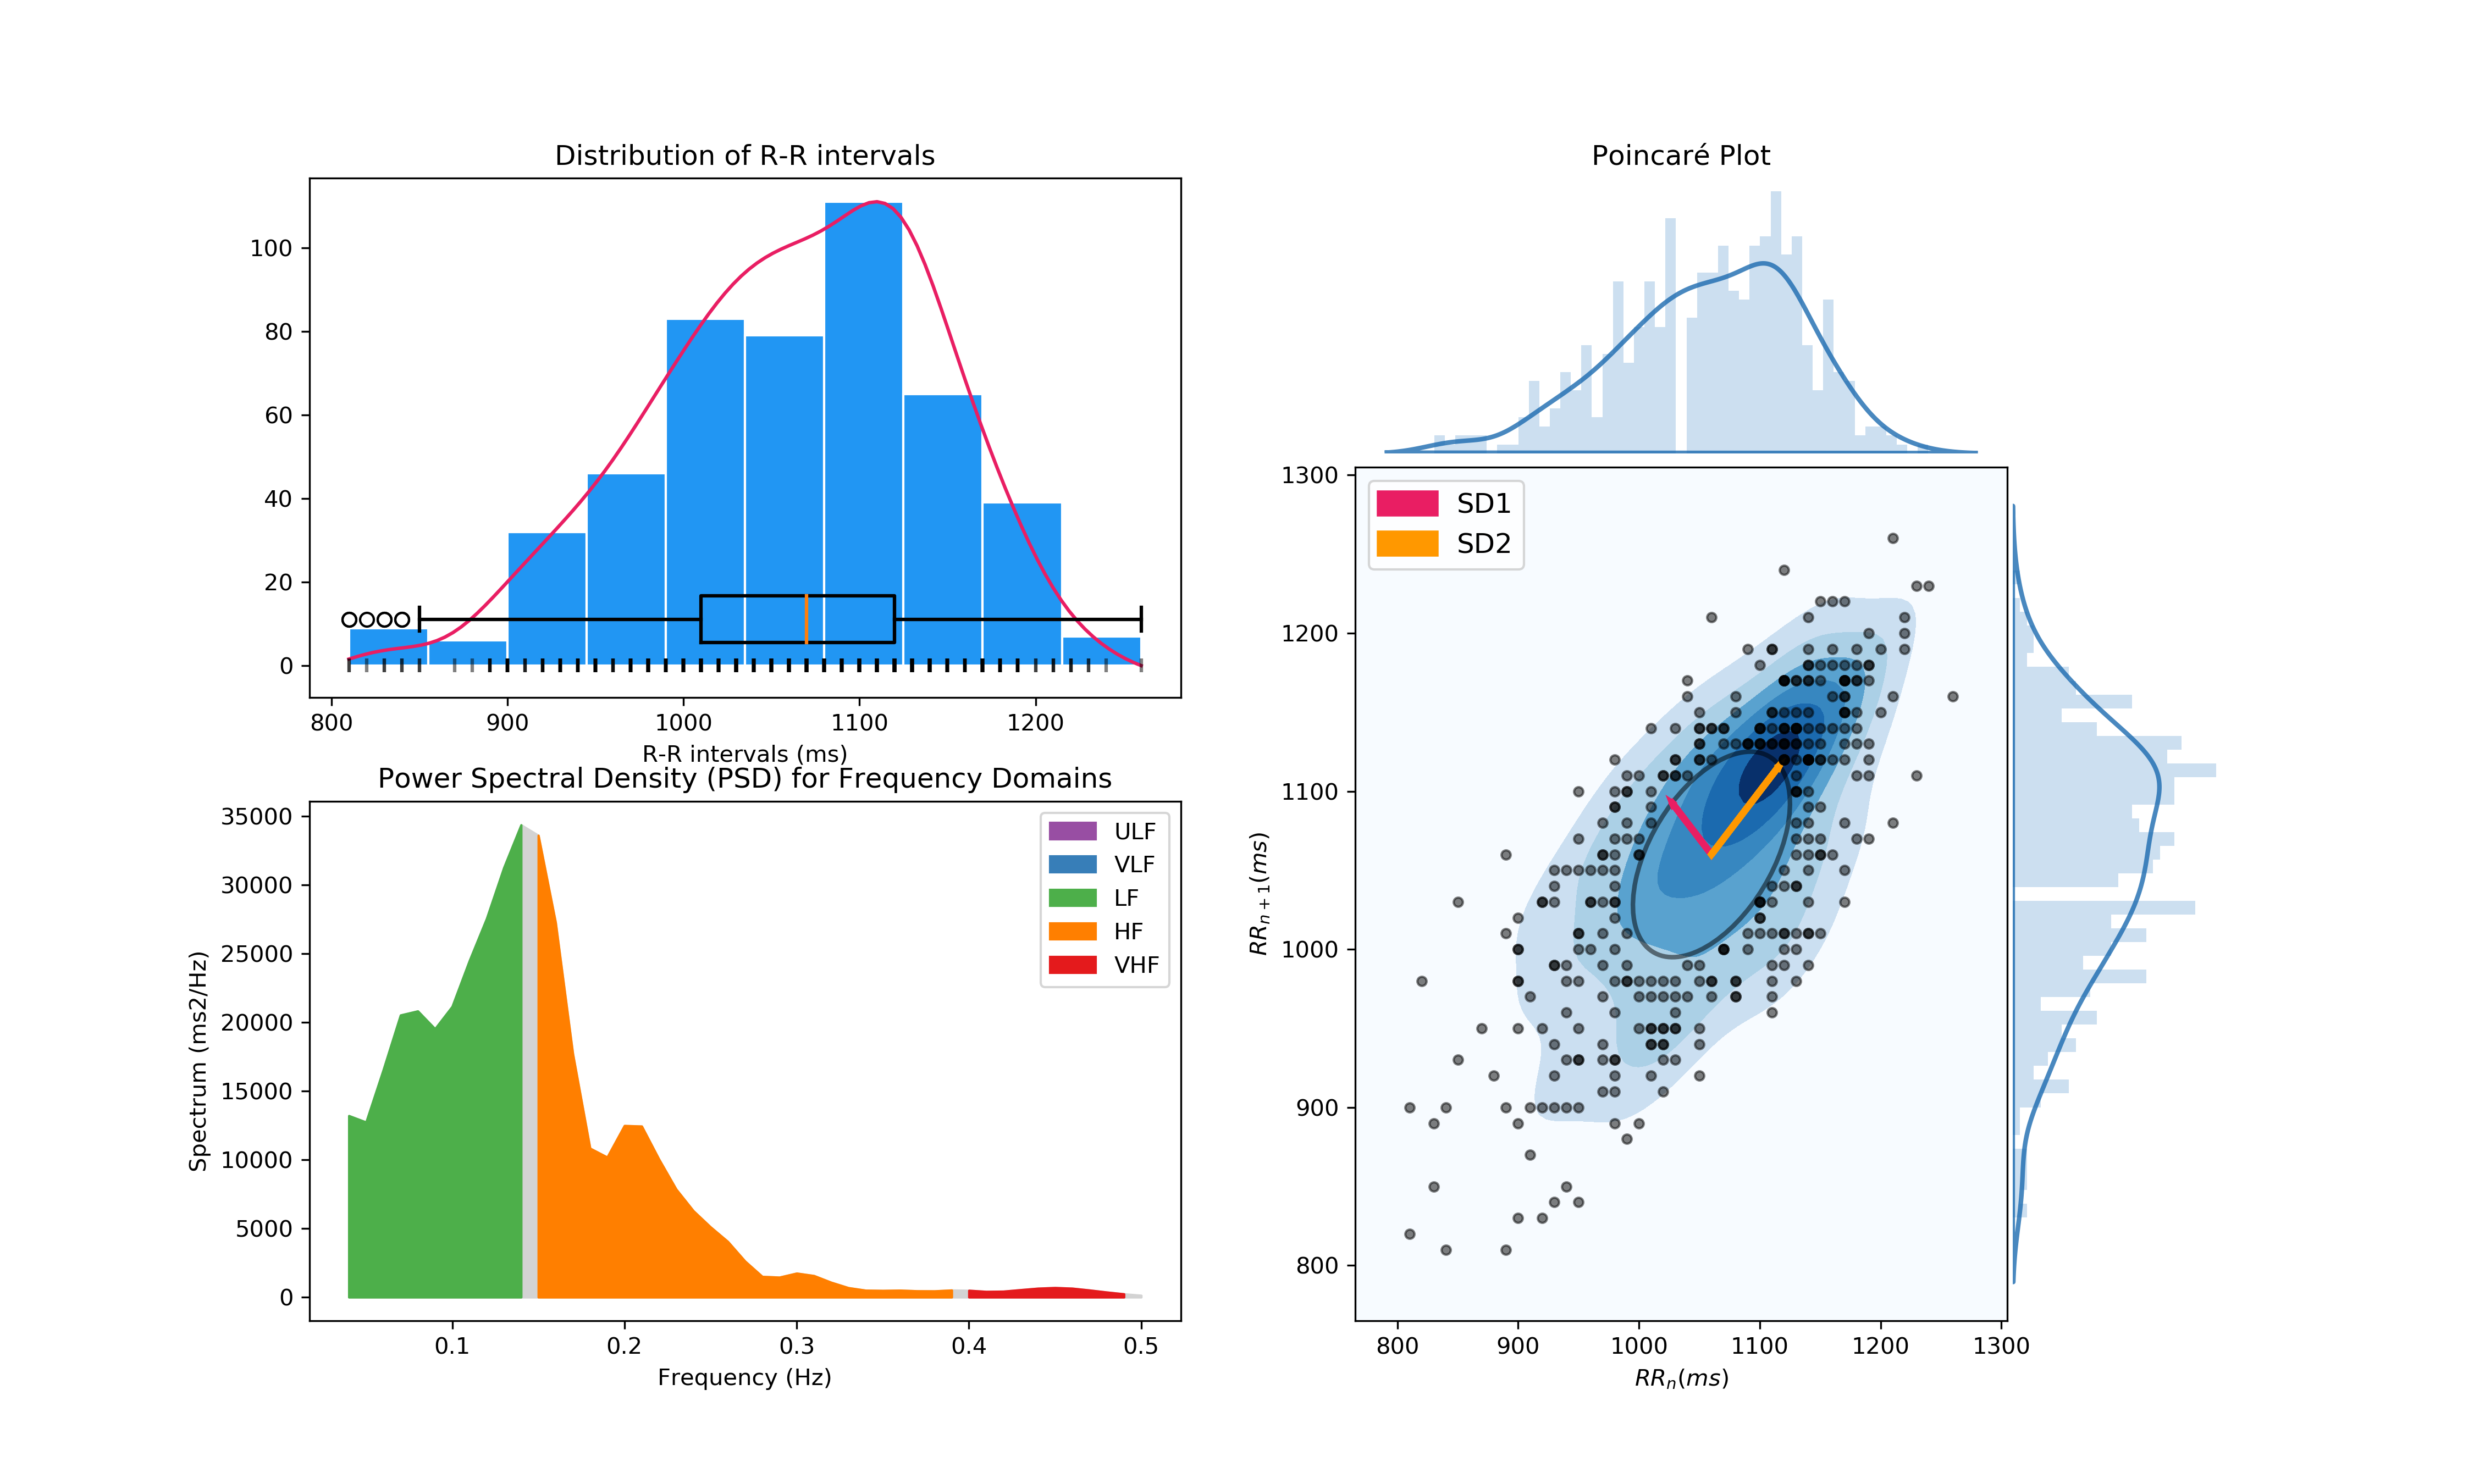 Distribution of R-R intervals
100
80
60
40
20
0
800 900 1000 1100 1200
R-R intervals (ms)
Power Spectral Density (PSD) for Frequency Domains
35000
30000
25000
20000
15000
10000
5000
0
Spectrum (ms2/Hz)
ULF
VLF
LF
HF
VHF
0.1 0.2 0.3 0.4 0.5
Frequency (Hz)
Poincaré Plot
SD1
SD2
1300
1200
1100
1000
900
800
RRn+1(ms)
800 900 1000 1100 1200 1300
RRn(ms)